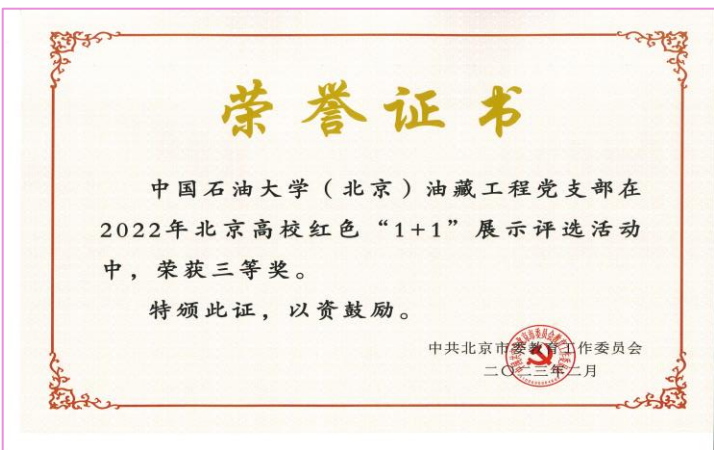 荣誉证书
中国石油大学（北京）油藏工程党支部在
2022年北京高校红色“1+1”展示评选活动
中，荣获三等奖。
特颁此证，以资鼓励。
中共北京市委教育工作委员会
二〇二三年二月